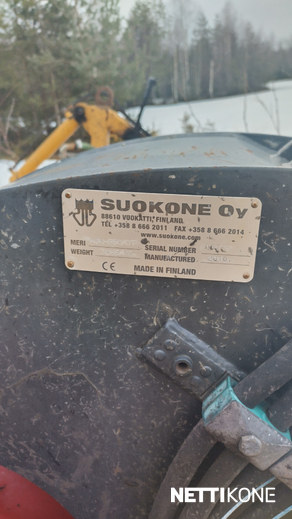 SUOKONE Oy
88610 VUOKATTI, FINLAND
TEL +358 8 666 2011 FAX +358 8 666 2014
www.suokone.com
MERI
SERIAL NUMBER
WEIGHT
MANUFACTURED
CE MADE IN FINLAND
NETTIKONE